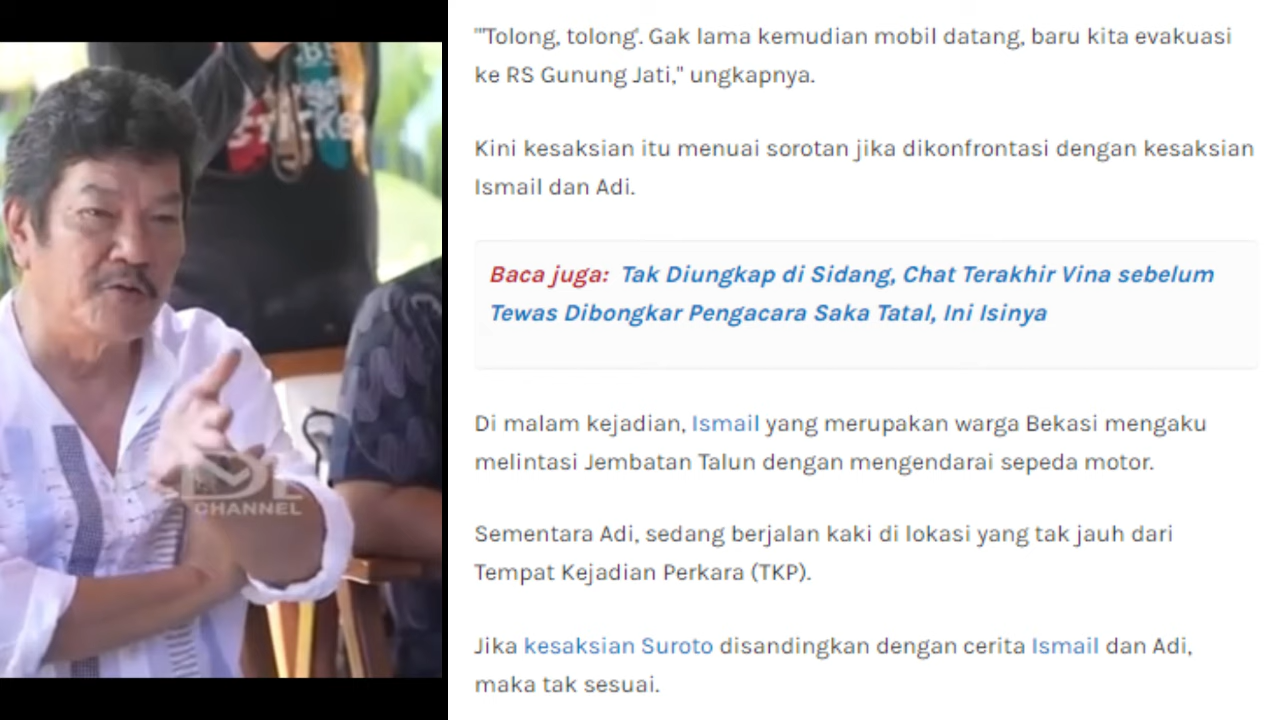 STICKE
CHANNEL
"'Tolong, tolong'. Gak lama kemudian mobil datang, baru kita evakuasi
ke RS Gunung Jati," ungkapnya.
Kini kesaksian itu menuai sorotan jika dikonfrontasi dengan kesaksian
Ismail dan Adi.
Baca juga: Tak Diungkap di Sidang, Chat Terakhir Vina sebelum
Tewas Dibongkar Pengacara Saka Tatal, Ini Isinya
Di malam kejadian, Ismail yang merupakan warga Bekasi mengaku
melintasi Jembatan Talun dengan mengendarai sepeda motor.
Sementara Adi, sedang berjalan kaki di lokasi yang tak jauh dari
Tempat Kejadian Perkara (TKP).
Jika kesaksian Suroto disandingkan dengan cerita Ismail dan Adi,
maka tak sesuai.